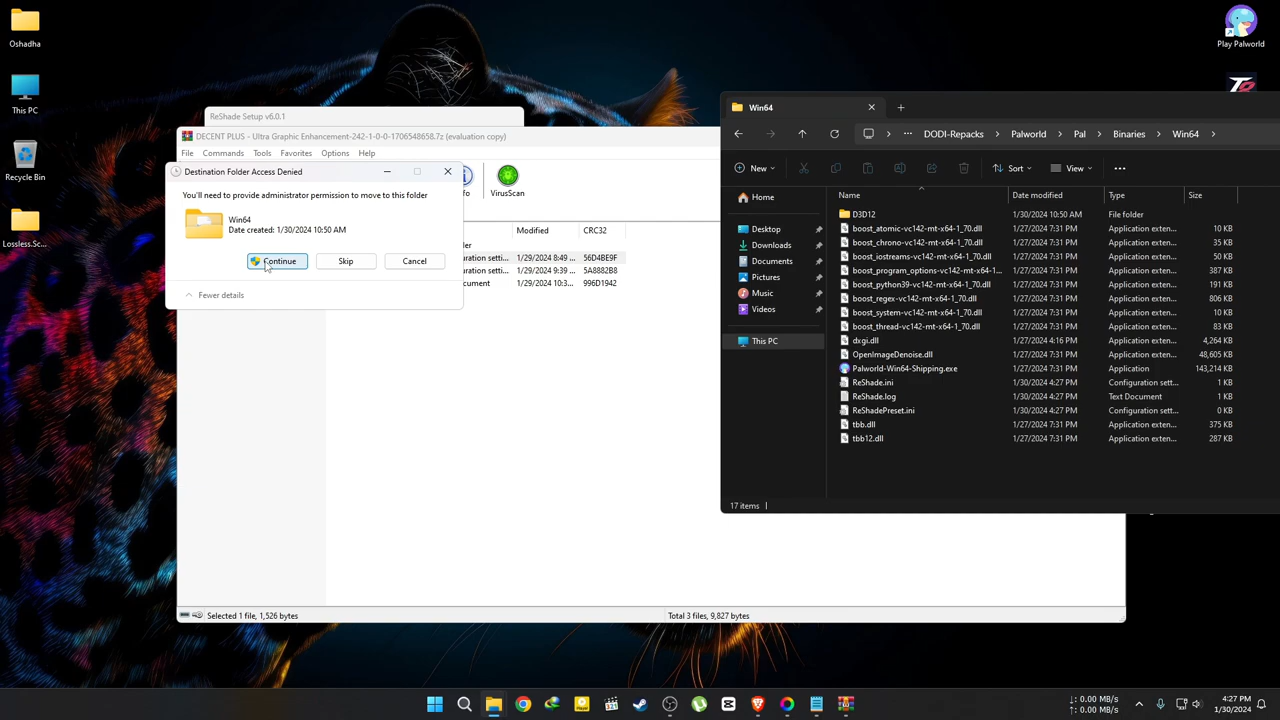 Oshadha
This PC
Recycle Bin
Lossless.Sc...
Play Palworld
ReShade Setup v6.0.1
DECENT PLUS - Ultra Graphic Enhancement-242-1-0-0-1706548658.7z (evaluation copy)
File Commands Tools Favorites Options Help
VirusScan
Destination Folder Access Denied
You'll need to provide administrator permission to move to this folder
Win64
Date created: 1/30/2024 10:50 AM
Continue Skip Cancel
Fewer details
Modified CRC32
1/29/2024 8:49 ... 56D4BE9F
1/29/2024 9:39 ... 5A8882B8
1/29/2024 10:3... 996D1942
Selected 1 file, 1,526 bytes
Total 3 files, 9,827 bytes
Win64
DODI-Repacks > Palworld > Pal > Binaries > Win64 >
New Sort View
Home
Desktop
Downloads
Documents
Pictures
Music
Videos
This PC
Name Date modified Type Size
D3D12 1/30/2024 10:50 AM File folder
boost_atomic-vc142-mt-x64-1_70.dll 1/27/2024 7:31 PM Application exten... 10 KB
boost_chrono-vc142-mt-x64-1_70.dll 1/27/2024 7:31 PM Application exten... 35 KB
boost_iostreams-vc142-mt-x64-1_70.dll 1/27/2024 7:31 PM Application exten... 50 KB
boost_program_options-vc142-mt-x64-1... 1/27/2024 7:31 PM Application exten... 387 KB
boost_python39-vc142-mt-x64-1_70.dll 1/27/2024 7:31 PM Application exten... 191 KB
boost_regex-vc142-mt-x64-1_70.dll 1/27/2024 7:31 PM Application exten... 806 KB
boost_system-vc142-mt-x64-1_70.dll 1/27/2024 7:31 PM Application exten... 10 KB
boost_thread-vc142-mt-x64-1_70.dll 1/27/2024 7:31 PM Application exten... 83 KB
dxgi.dll 1/27/2024 4:16 PM Application exten... 4,264 KB
OpenImageDenoise.dll 1/27/2024 7:31 PM Application exten... 48,605 KB
Palworld-Win64-Shipping.exe 1/27/2024 7:31 PM Application 143,214 KB
ReShade.ini 1/30/2024 4:27 PM Configuration sett... 1 KB
ReShade.log 1/30/2024 4:27 PM Text Document 1 KB
ReShadePreset.ini 1/30/2024 4:27 PM Configuration sett... 0 KB
tbb.dll 1/27/2024 7:31 PM Application exten... 375 KB
tbb12.dll 1/27/2024 7:31 PM Application exten... 287 KB
17 items
↓: 0.00 MB/s
↑: 0.00 MB/s
4:27 PM
1/30/2024